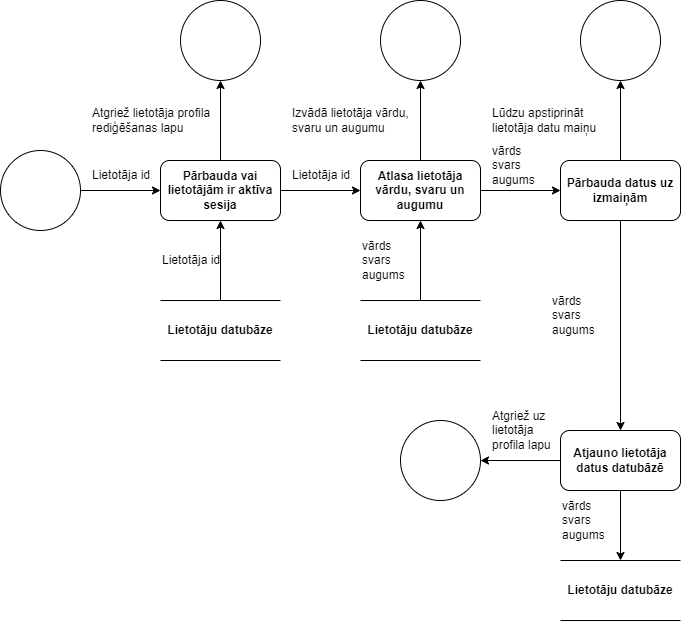 Atgriež lietotāja profila
rediģēšanas lapu
Izvādā lietotāja vārdu,
svaru un augumu
Lūdzu apstiprināt
lietotāja datu maiņu
Lietotāja id
Pārbauda vai
lietotājām ir aktīva
sesija
Lietotāja id
Atlasa lietotāja
vārdu, svaru un
augumu
vārds
svars
augums
Pārbauda datus uz
izmaiņām
Lietotāja id
vārds
svars
augums
Lietotāju datubāze
Lietotāju datubāze
vārds
svars
augums
Atgriež uz
lietotāja
profila lapu
Atjauno lietotāja
datus datubāzē
vārds
svars
augums
Lietotāju datubāze